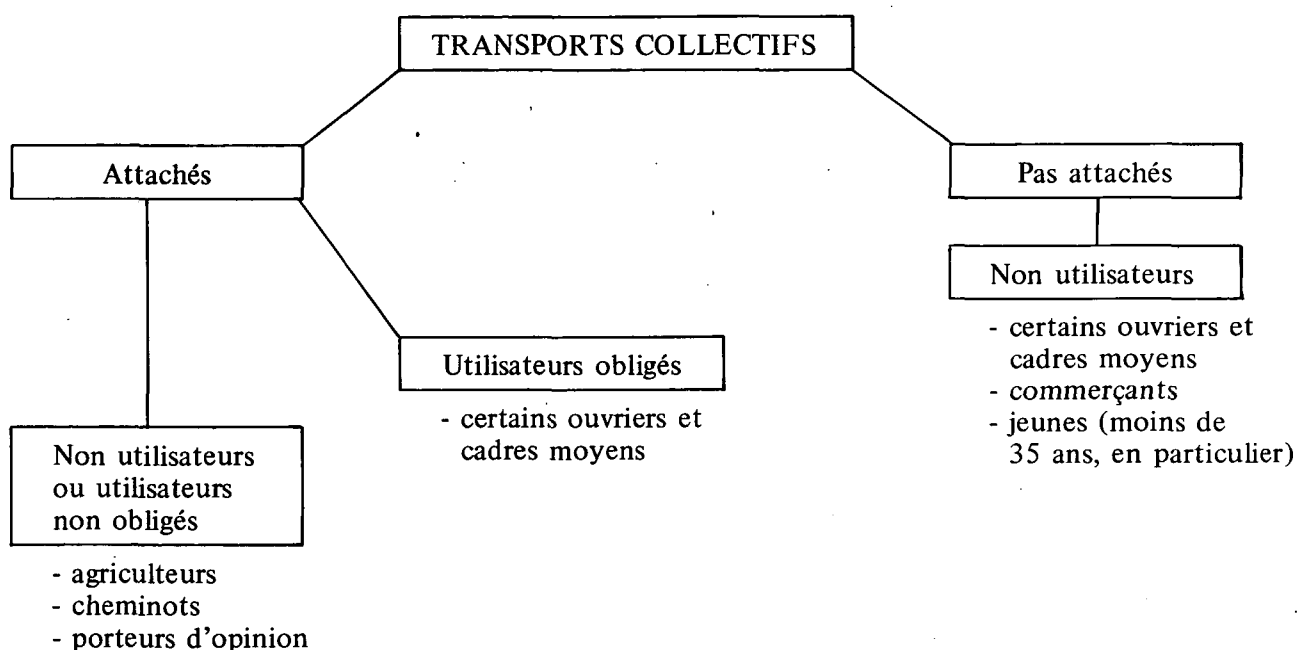 TRANSPORTS COLLECTIFS
Attachés
Pas attachés
Non utilisateurs
- certains ouvriers et
cadres moyens
- commerçants
- jeunes (moins de
35 ans, en particulier)
Utilisateurs obligés
- certains ouvriers et
cadres moyens
Non utilisateurs
ou utilisateurs
non obligés
- agriculteurs
- cheminots
- porteurs d'opinion